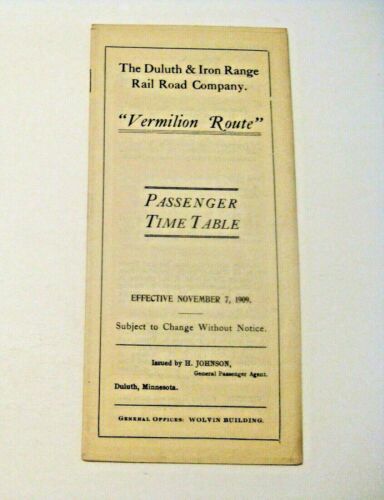 The Duluth & Iron Range
Rail Road Company.
"Vermilion Route"
PASSENGER
TIME TABLE
EFFECTIVE NOVEMBER 7, 1909.
Subject to Change Without Notice.
Issued by H. JOHNSON,
General Passenger Agent.
Duluth, Minnesota.
GENERAL OFFICES: WOLVIN BUILDING.